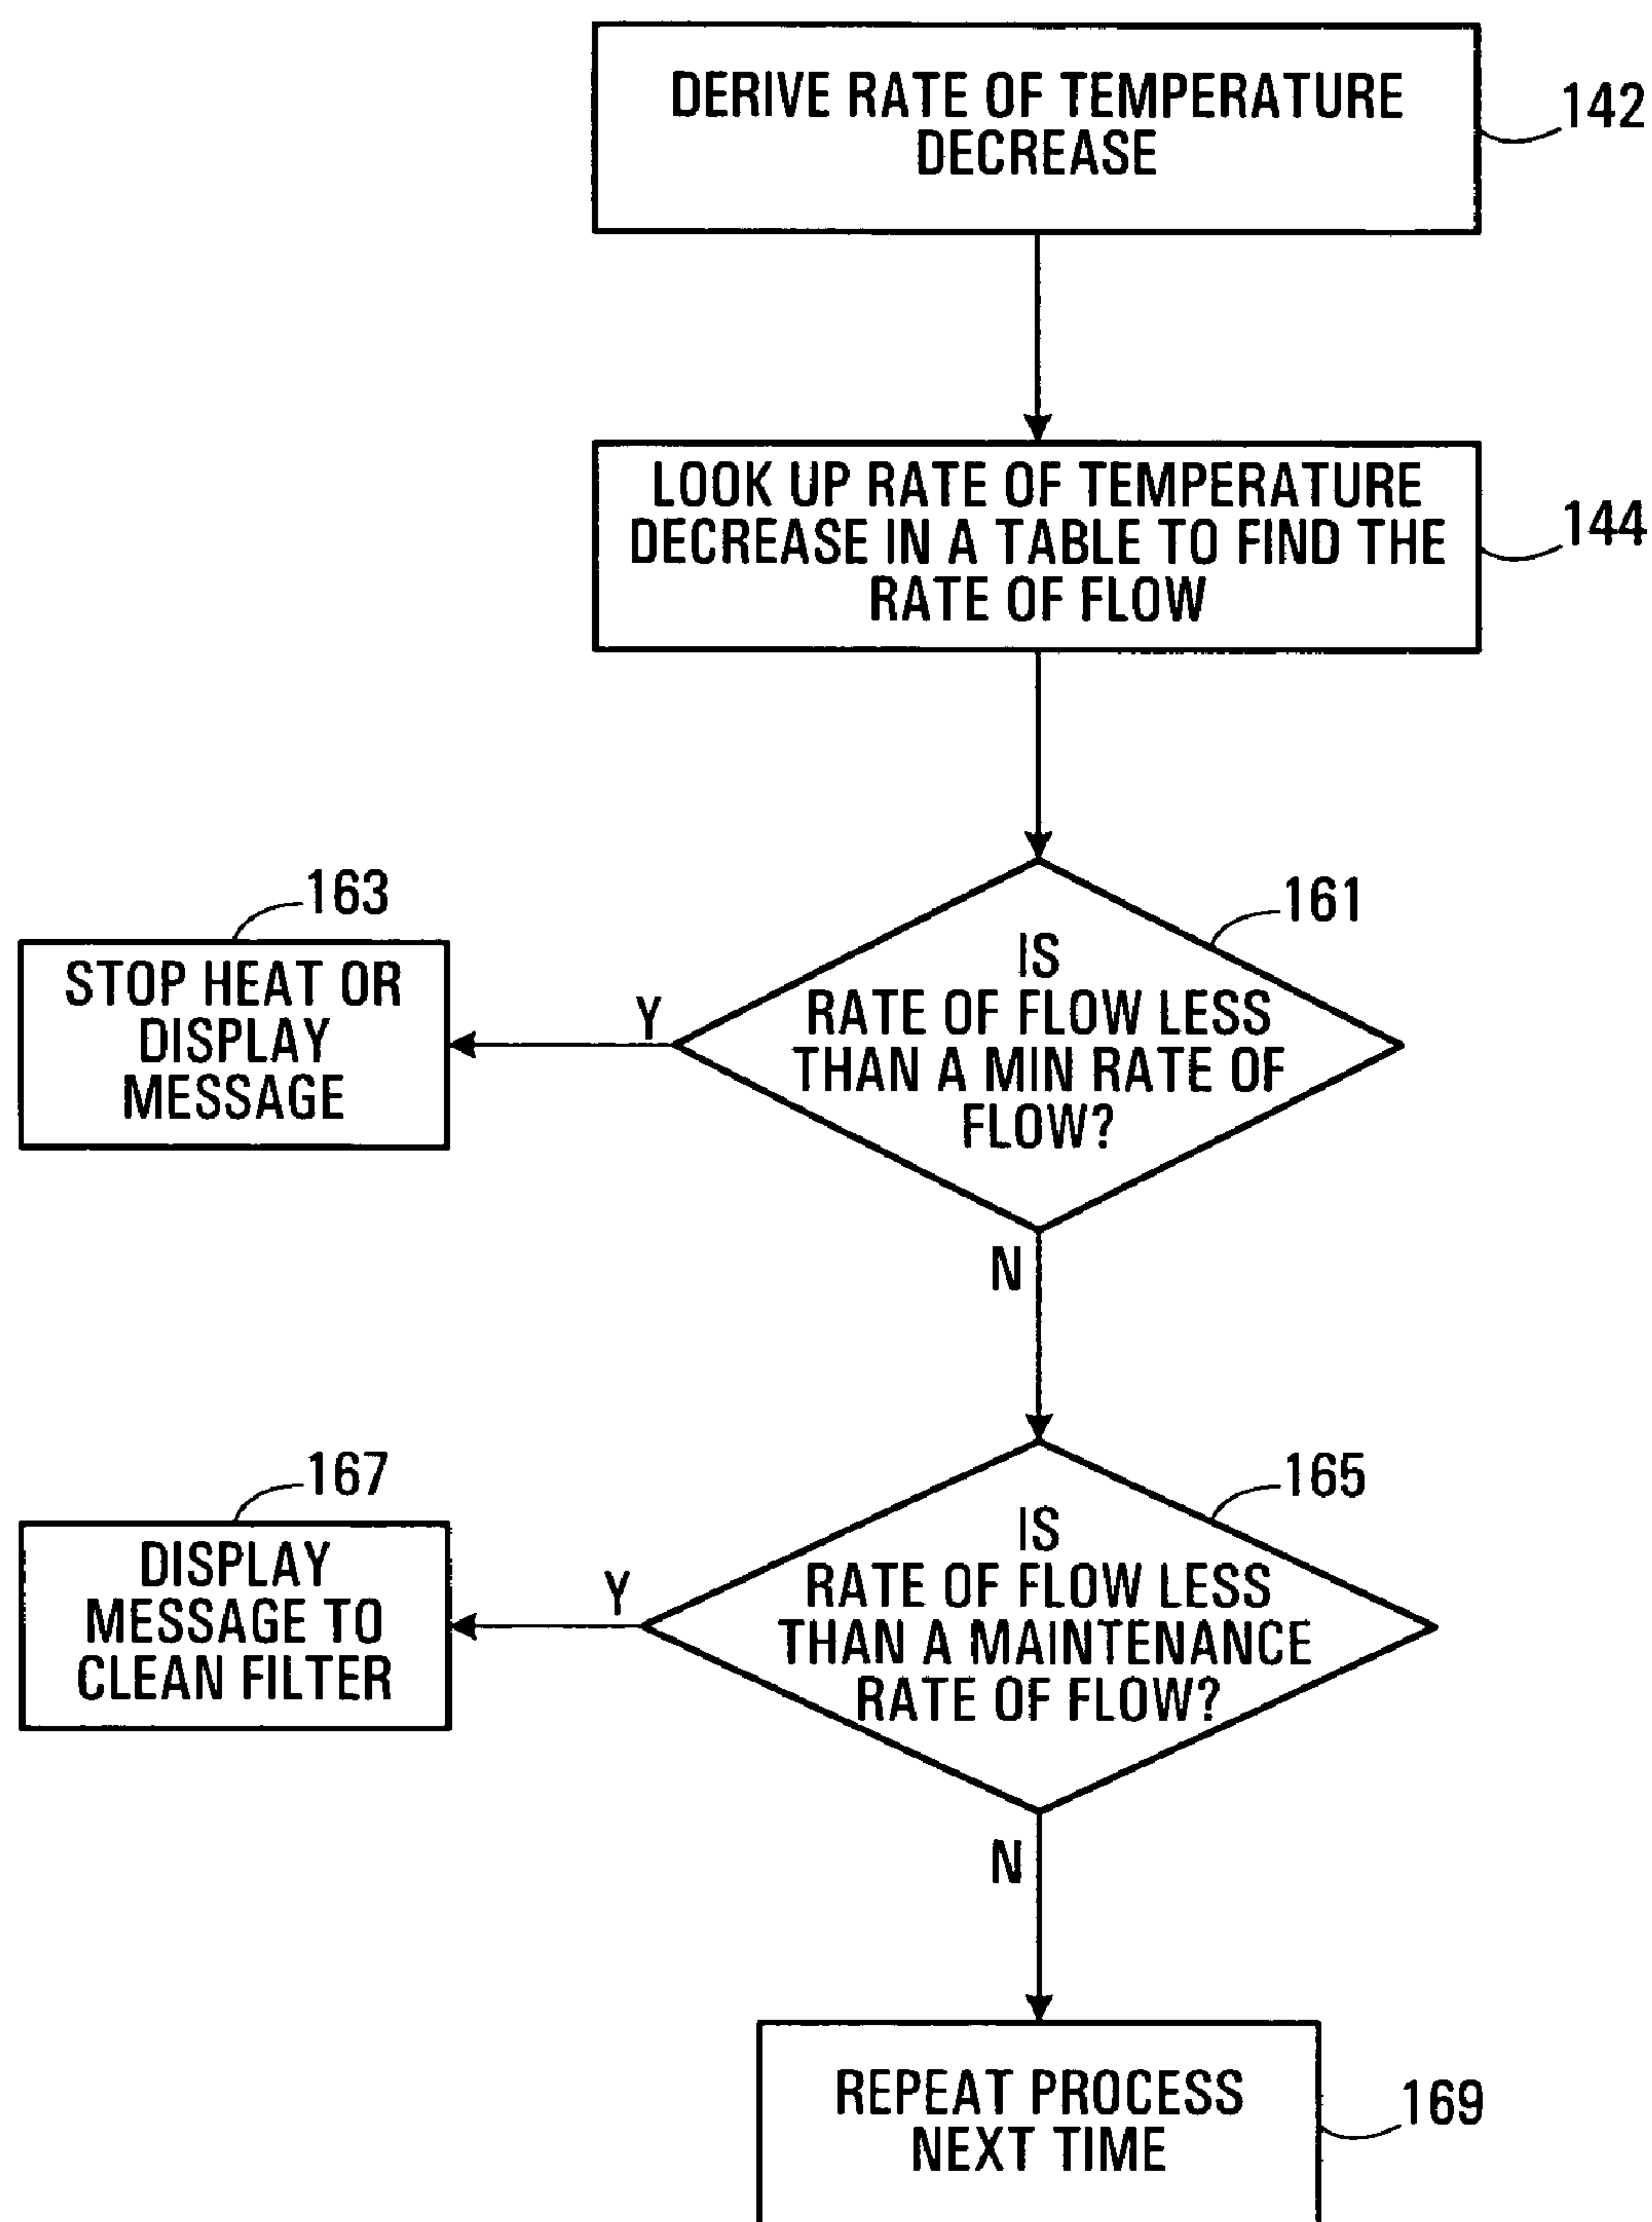 DERIVE RATE OF TEMPERATURE
DECREASE
142
LOOK UP RATE OF TEMPERATURE
DECREASE IN A TABLE TO FIND THE
RATE OF FLOW
144
161
IS
RATE OF FLOW LESS
THAN A MIN RATE OF
FLOW?
Y
163
STOP HEAT OR
DISPLAY
MESSAGE
N
165
IS
RATE OF FLOW LESS
THAN A MAINTENANCE
RATE OF FLOW?
Y
167
DISPLAY
MESSAGE TO
CLEAN FILTER
N
REPEAT PROCESS
NEXT TIME
169